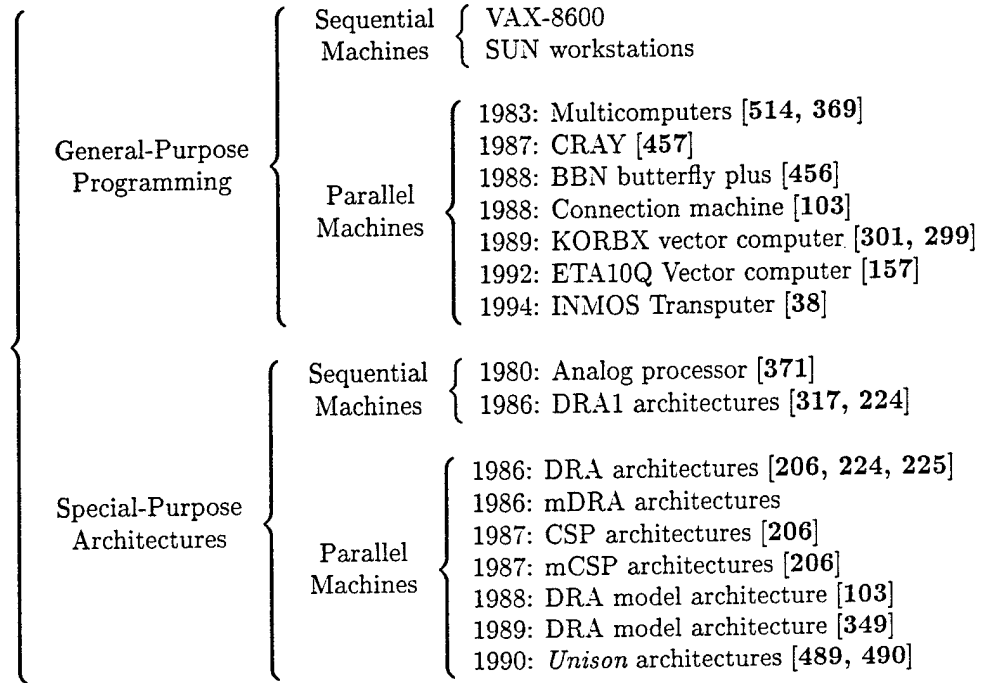 General-Purpose
Programming
Sequential
Machines
VAX-8600
SUN workstations
Parallel
Machines
1983: Multicomputers [514, 369]
1987: CRAY [457]
1988: BBN butterfly plus [456]
1988: Connection machine [103]
1989: KORBX vector computer [301, 299]
1992: ETA10Q Vector computer [157]
1994: INMOS Transputer [38]
Special-Purpose
Architectures
Sequential
Machines
1980: Analog processor [371]
1986: DRA1 architectures [317, 224]
Parallel
Machines
1986: DRA architectures [206, 224, 225]
1986: mDRA architectures
1987: CSP architectures [206]
1987: mCSP architectures [206]
1988: DRA model architecture [103]
1989: DRA model architecture [349]
1990: Unison architectures [489, 490]